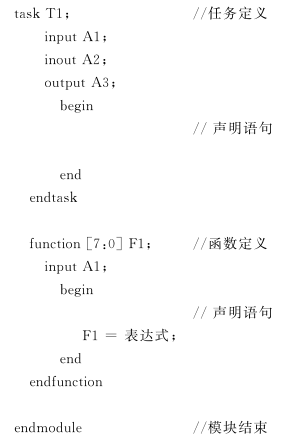 task T1;	//任务定义
input A1;
inout A2;
output A3;
begin
// 声明语句
end
endtask
function [7:0] F1;	//函数定义
input A1;
begin
// 声明语句
F1 = 表达式;
end
endfunction
endmodule	//模块结束